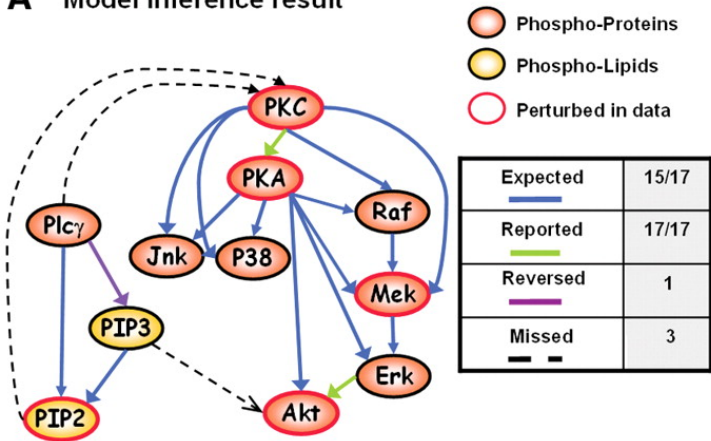 A Model inference result
Phospho-Proteins
Phospho-Lipids
Perturbed in data
PKC
PKA
Raf
Plcγ
Jnk
P38
Mek
PIP3
Erk
PIP2
Akt
Expected 15/17
Reported 17/17
Reversed 1
Missed 3